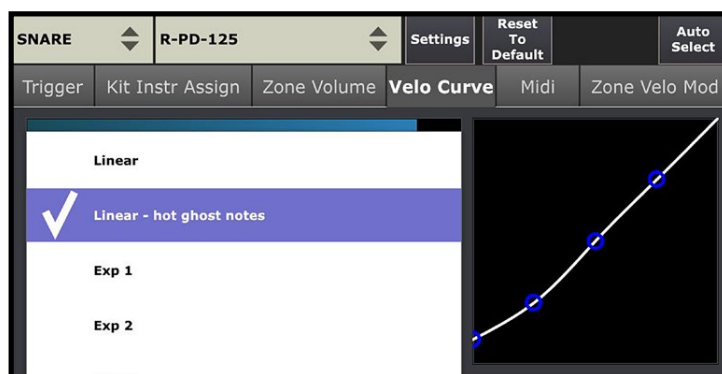 SNARE R-PD-125 Settings Reset To Default Auto Select
Trigger Kit Instr Assign Zone Volume Velo Curve Midi Zone Velo Mod
Linear
Linear - hot ghost notes
Exp 1
Exp 2